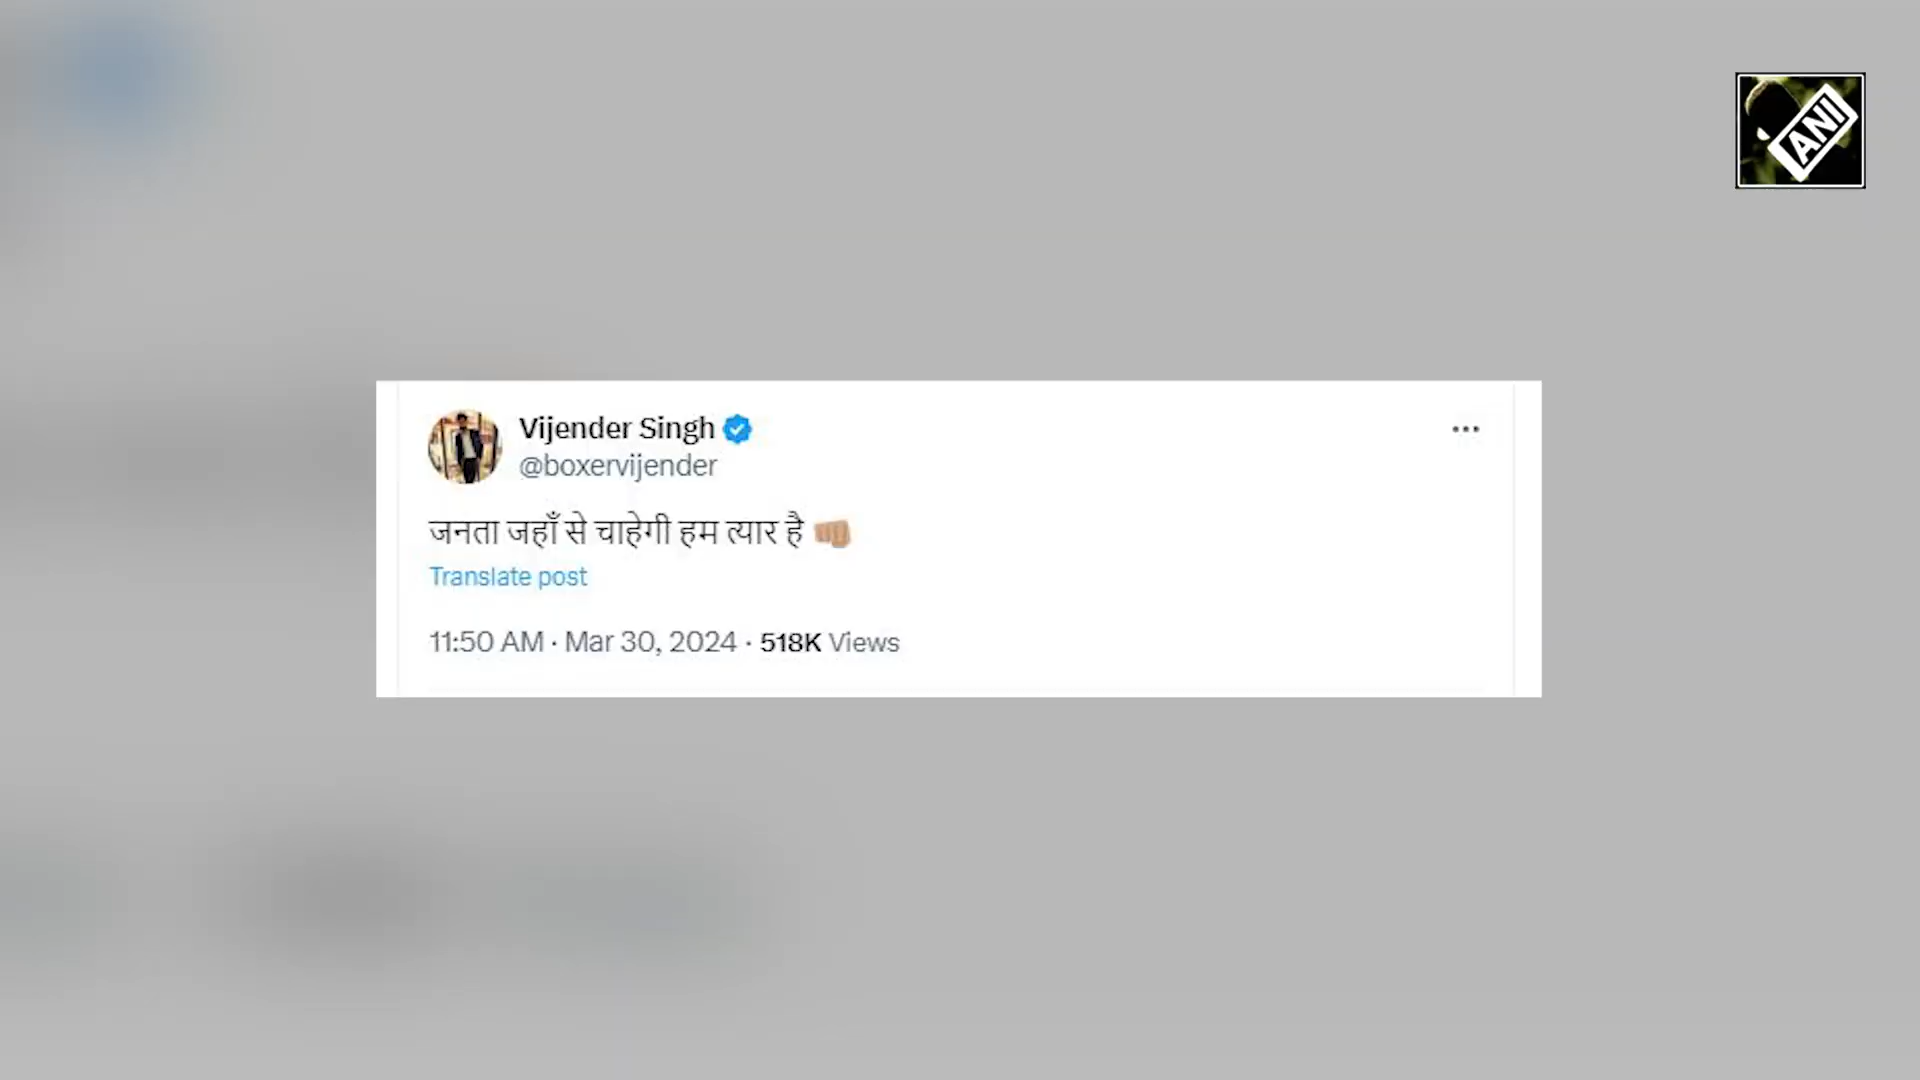 ANI
Vijender Singh
@boxervijender
जनता जहाँ से चाहेगी हम त्यार है 👊🏼
Translate post
11:50 AM · Mar 30, 2024 · 518K Views